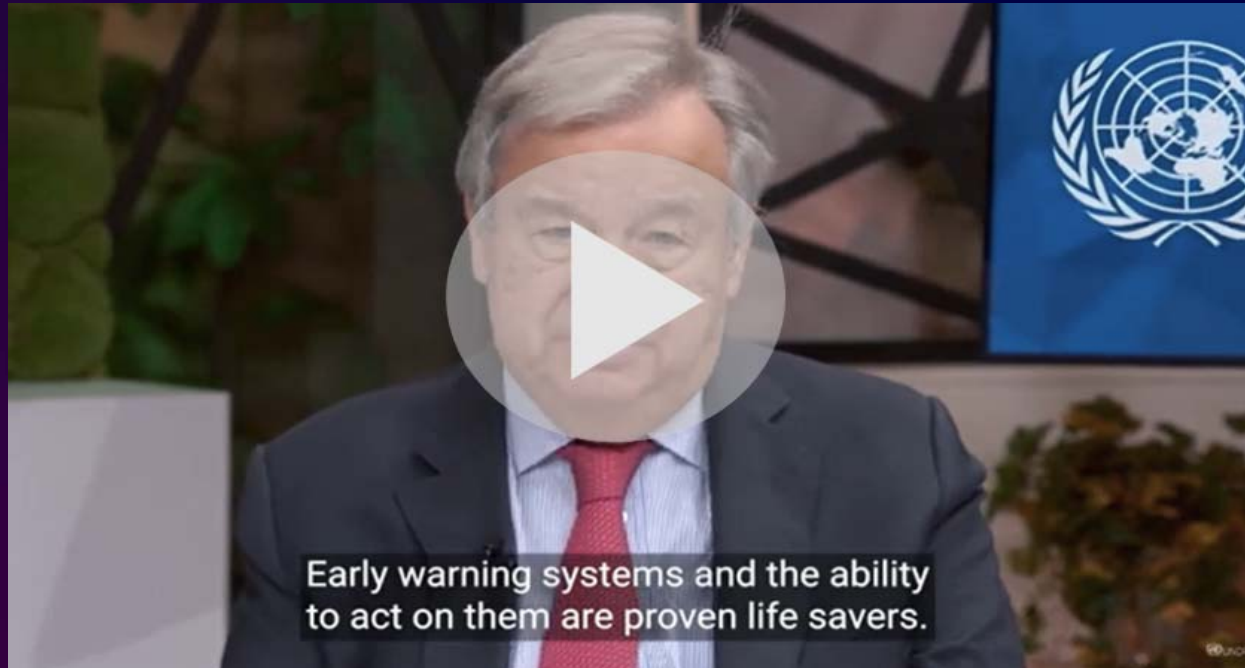 Early warning systems and the ability
to act on them are proven life savers.